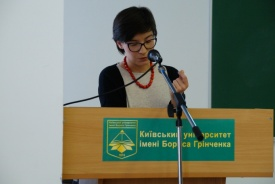 Київський університет
імені Бориса Грінченка